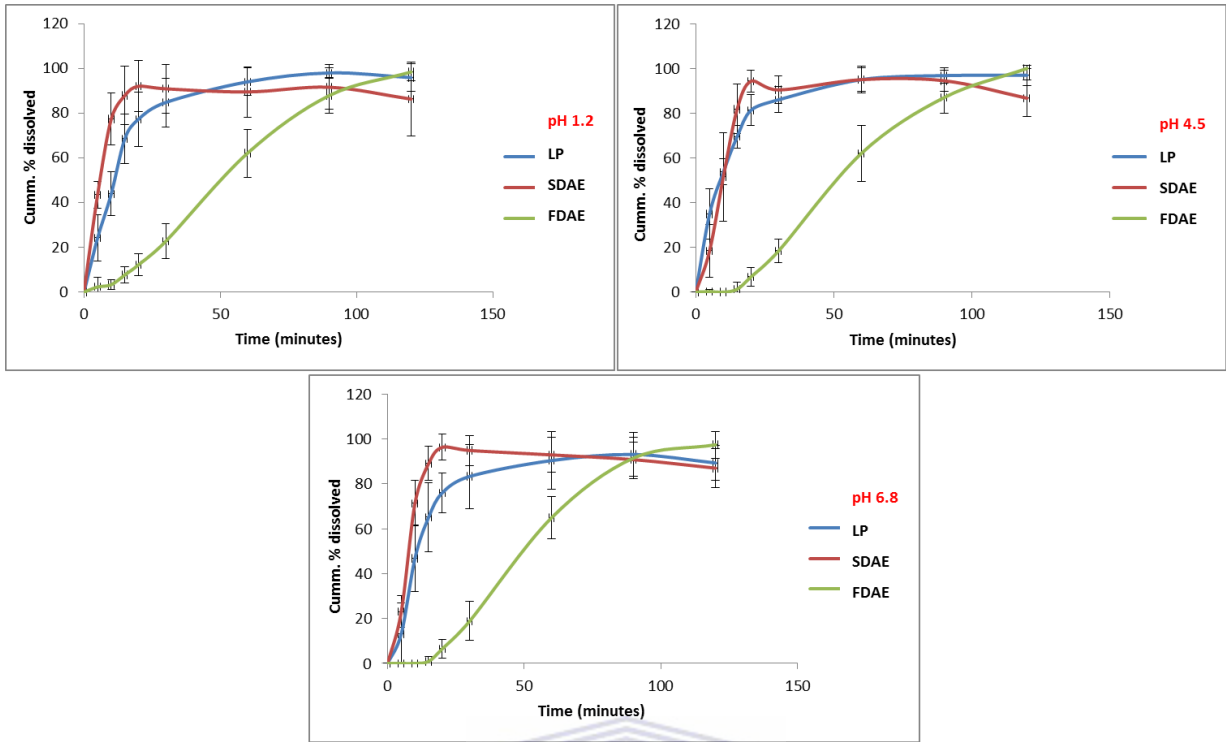 120
100
80
60
40
20
0
Cumm. % dissolved
0 50 100 150
Time (minutes)
pH 1.2
LP
SDAE
FDAE
120
100
80
60
40
20
0
Cumm. % dissolved
0 50 100 150
Time (minutes)
pH 4.5
LP
SDAE
FDAE
120
100
80
60
40
20
0
Cumm. % dissolved
0 50 100 150
Time (minutes)
pH 6.8
LP
SDAE
FDAE